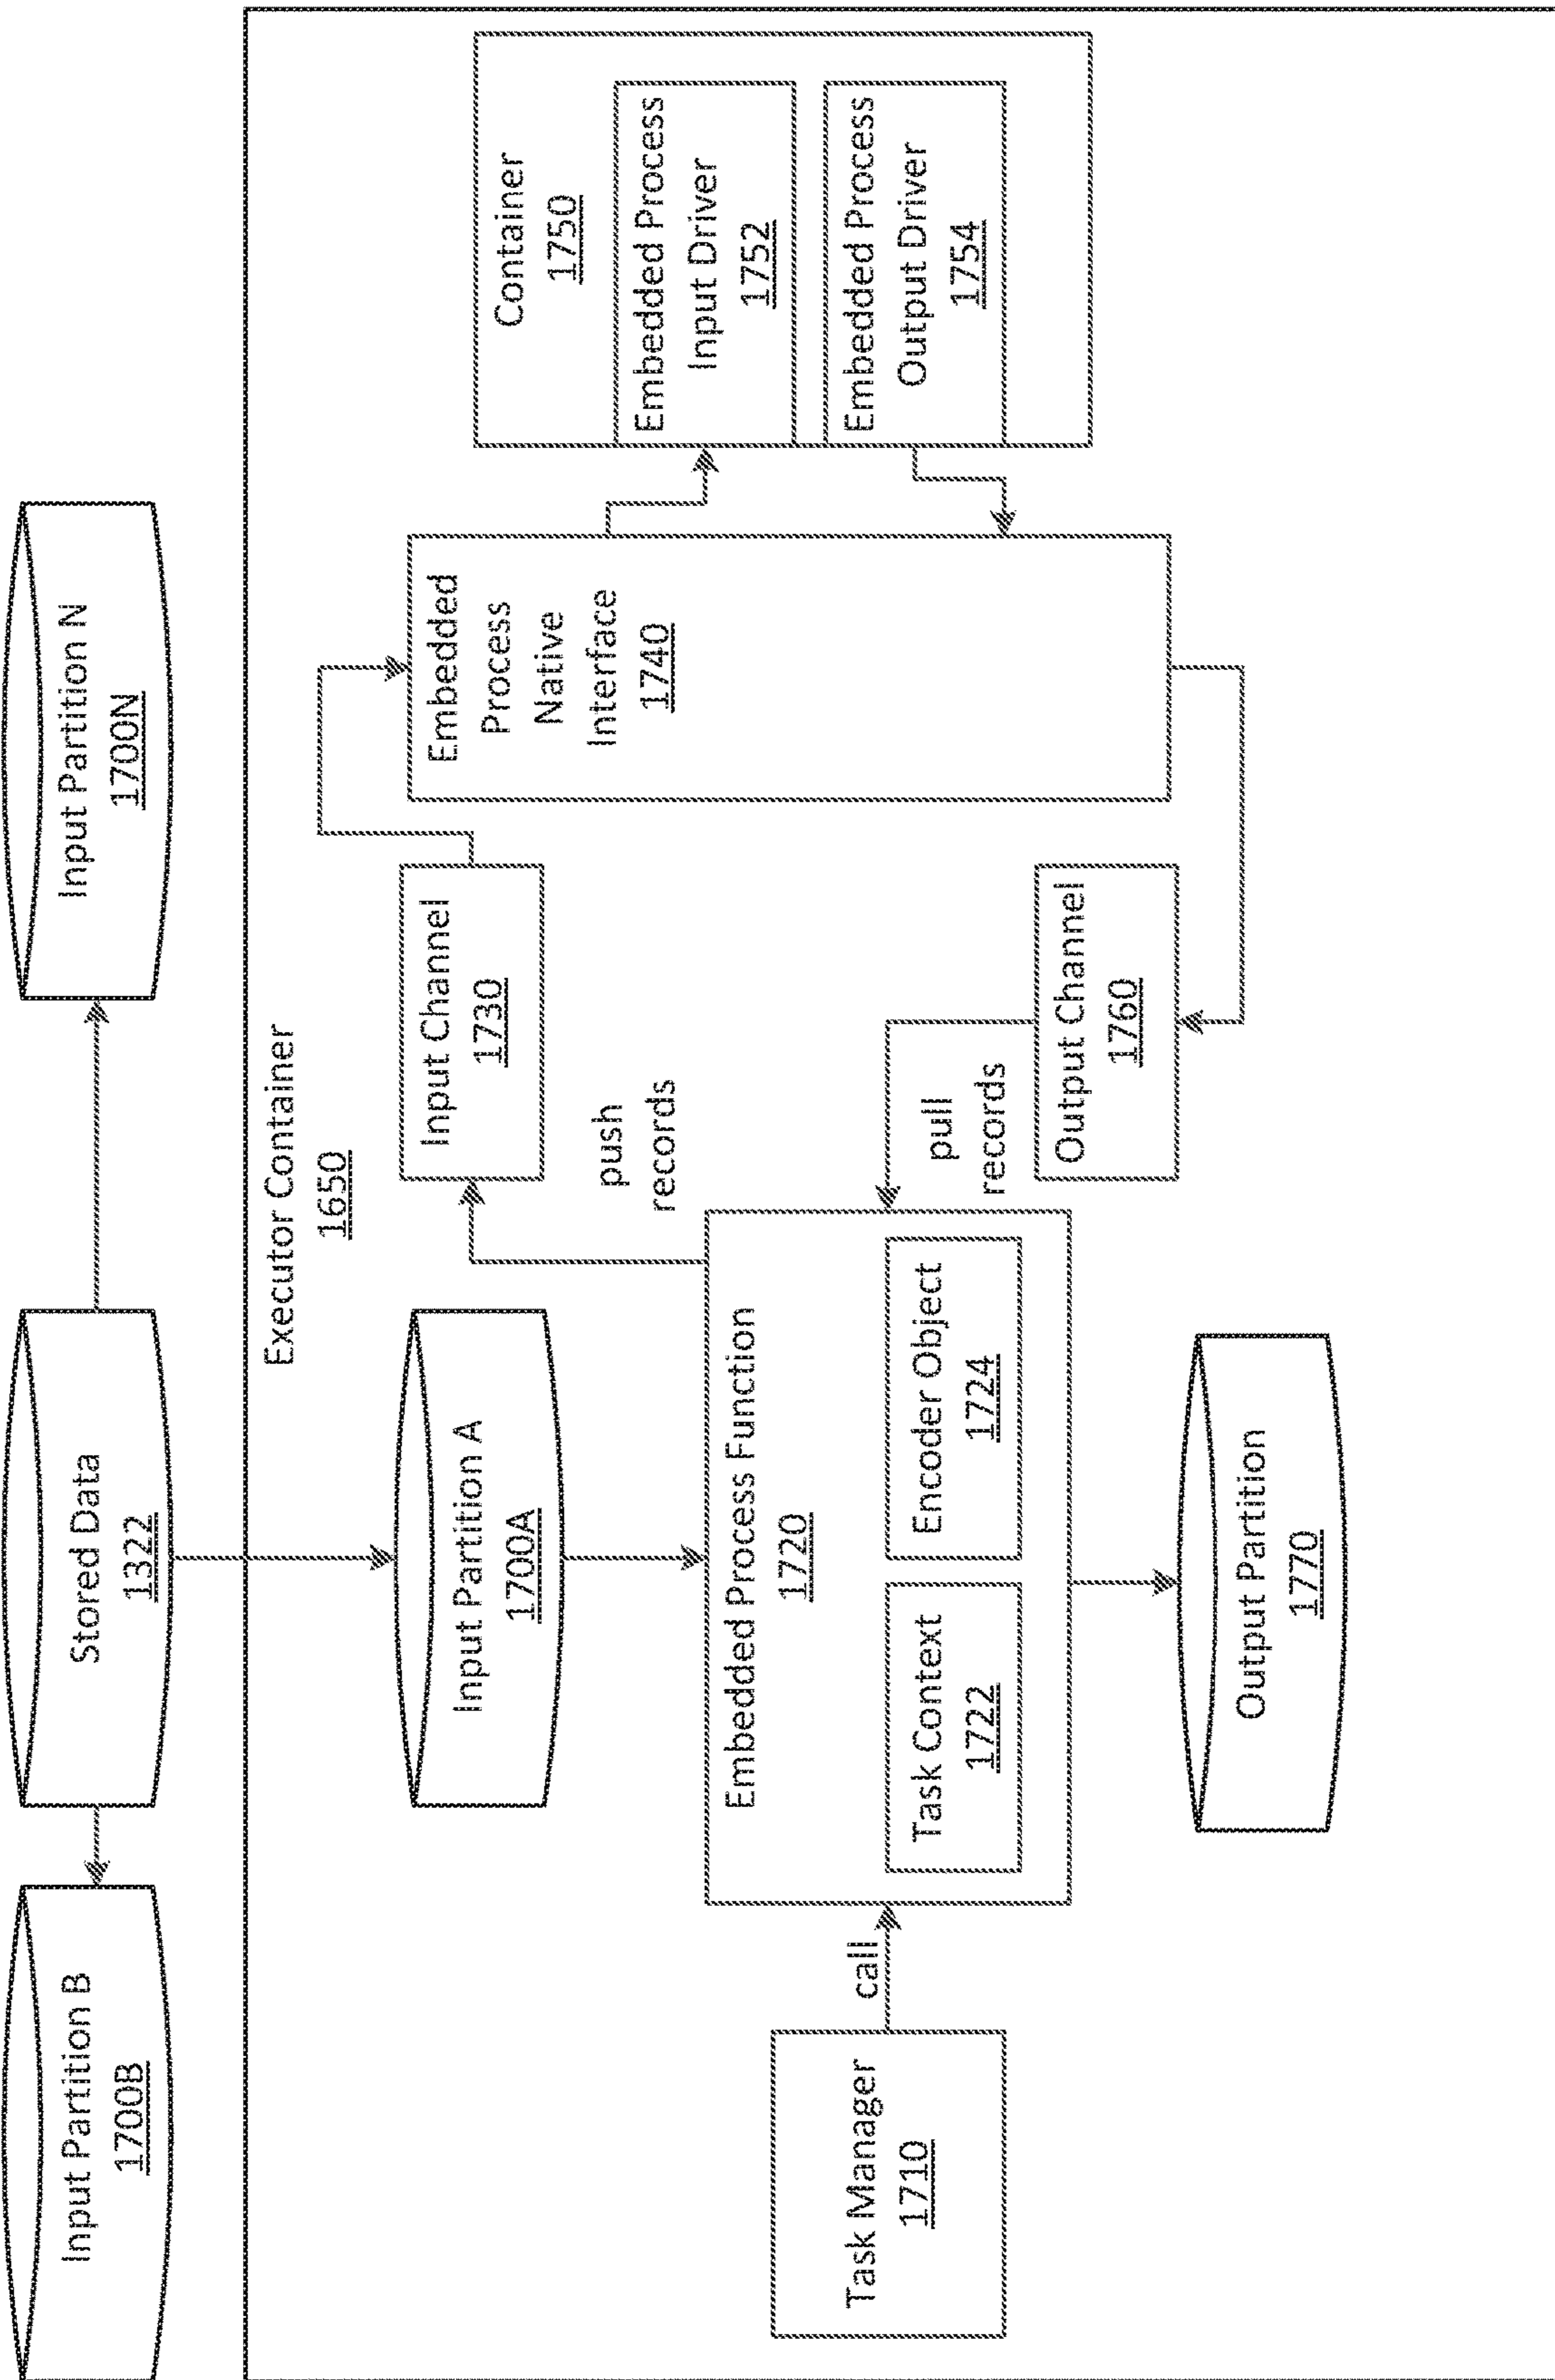 Input Partition B
1700B
Stored Data
1322
Input Partition N
1700N
Executor Container
1650
Input Partition A
1700A
Input Channel
1730
push
records
Embedded
Process
Native
Interface
1740
Container
1750
Embedded Process
Input Driver
1752
Embedded Process
Output Driver
1754
Task Manager
1710
call
Embedded Process Function
1720
Task Context
1722
Encoder Object
1724
pull
records
Output Channel
1760
Output Partition
1770